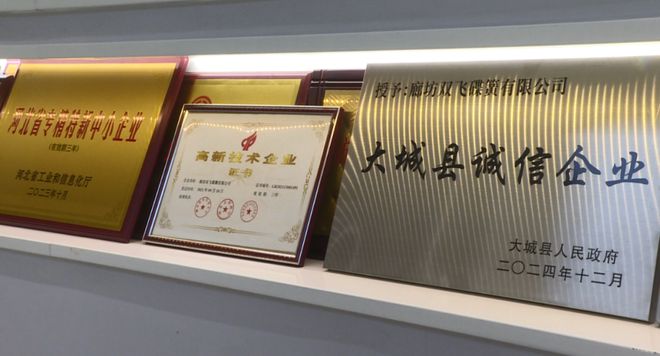 河北省专精特新中小企业
(有效期三年)
河北省工业和信息化厅
二〇二三年十月
高新技术企业
证书
授予:廊坊双飞碟簧有限公司
大城县诚信企业
大城县人民政府
二〇二四年十二月